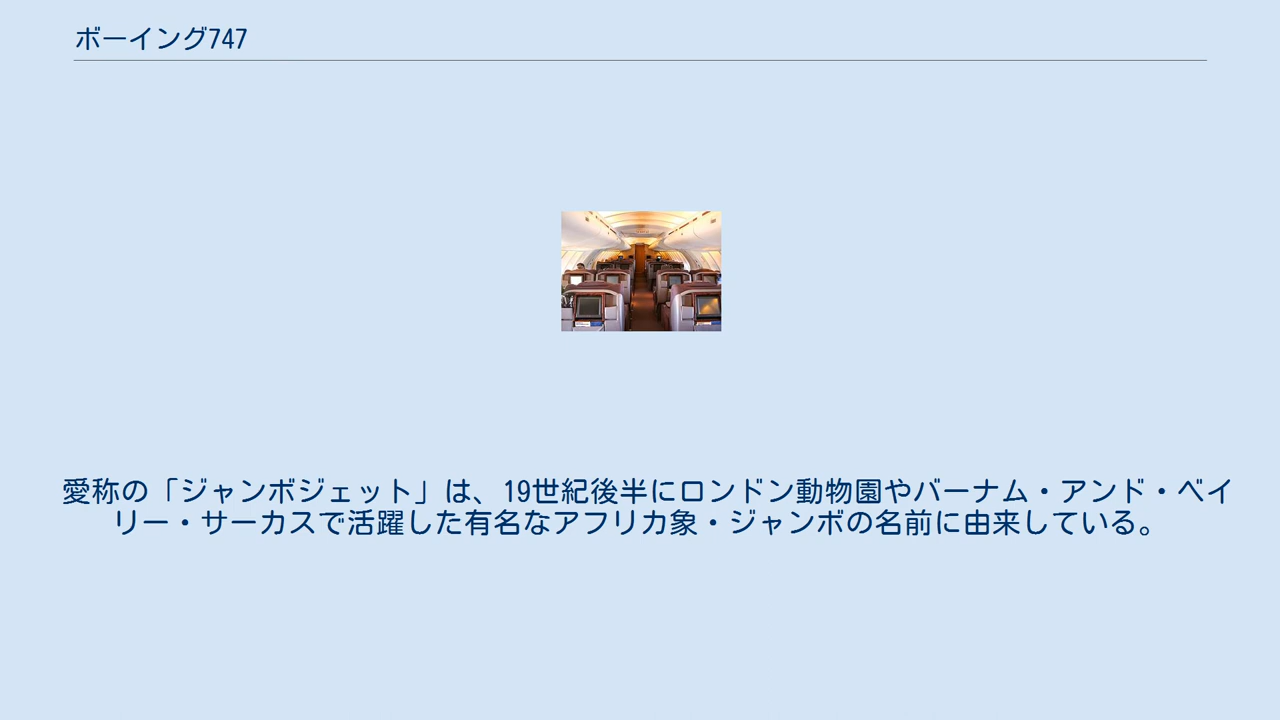 ボーイング747
愛称の「ジャンボジェット」は、19世紀後半にロンドン動物園やバーナム・アンド・ベイ
リー・サーカスで活躍した有名なアフリカ象・ジャンボの名前に由来している。